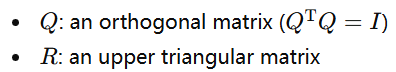 • Q: an orthogonal matrix (QᵀQ = I)
• R: an upper triangular matrix